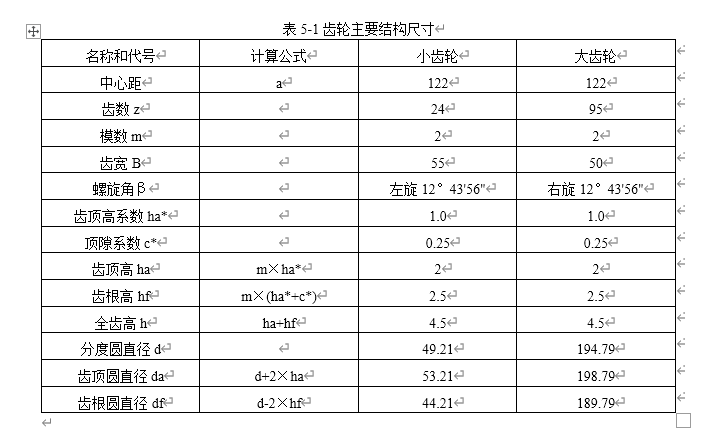 表 5-1 齿轮主要结构尺寸
名称和代号 计算公式 小齿轮 大齿轮
中心距 a 122 122
齿数 z 24 95
模数 m 2 2
齿宽 B 55 50
螺旋角β 左旋 12° 43'56" 右旋 12° 43'56"
齿顶高系数 ha* 1.0 1.0
顶隙系数 c* 0.25 0.25
齿顶高 ha m×ha* 2 2
齿根高 hf m×(ha*+c*) 2.5 2.5
全齿高 h ha+hf 4.5 4.5
分度圆直径 d 49.21 194.79
齿顶圆直径 da d+2×ha 53.21 198.79
齿根圆直径 df d-2×hf 44.21 189.79